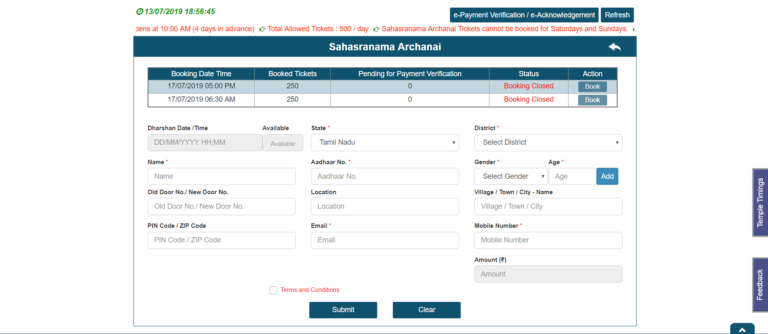 13/07/2019 18:56:45
e-Payment Verification / e-Acknowledgement Refresh
pens at 10:00 AM (4 days in advance) Total Allowed Tickets : 500 / day Sahasranama Archanai Tickets cannot be booked for Saturdays and Sundays.
Sahasranama Archanai
Booking Date Time Booked Tickets Pending for Payment Verification Status Action
17/07/2019 05:00 PM 250 0 Booking Closed Book
17/07/2019 06:30 AM 250 0 Booking Closed Book
Dharshan Date /Time Available State * District *
DD/MM/YYYY HH:MM Available Tamil Nadu Select District
Name * Aadhaar No. * Gender * Age *
Name Aadhaar No. Select Gender Age Add
Old Door No./ New Door No. Location Village / Town / City - Name
Old Door No./ New Door No. Location Village / Town / City
PIN Code / ZIP Code Email * Mobile Number *
PIN Code / ZIP Code Email Mobile Number
Amount (₹)
Amount
Terms and Conditions
Submit Clear
Temple Timings
Feedback